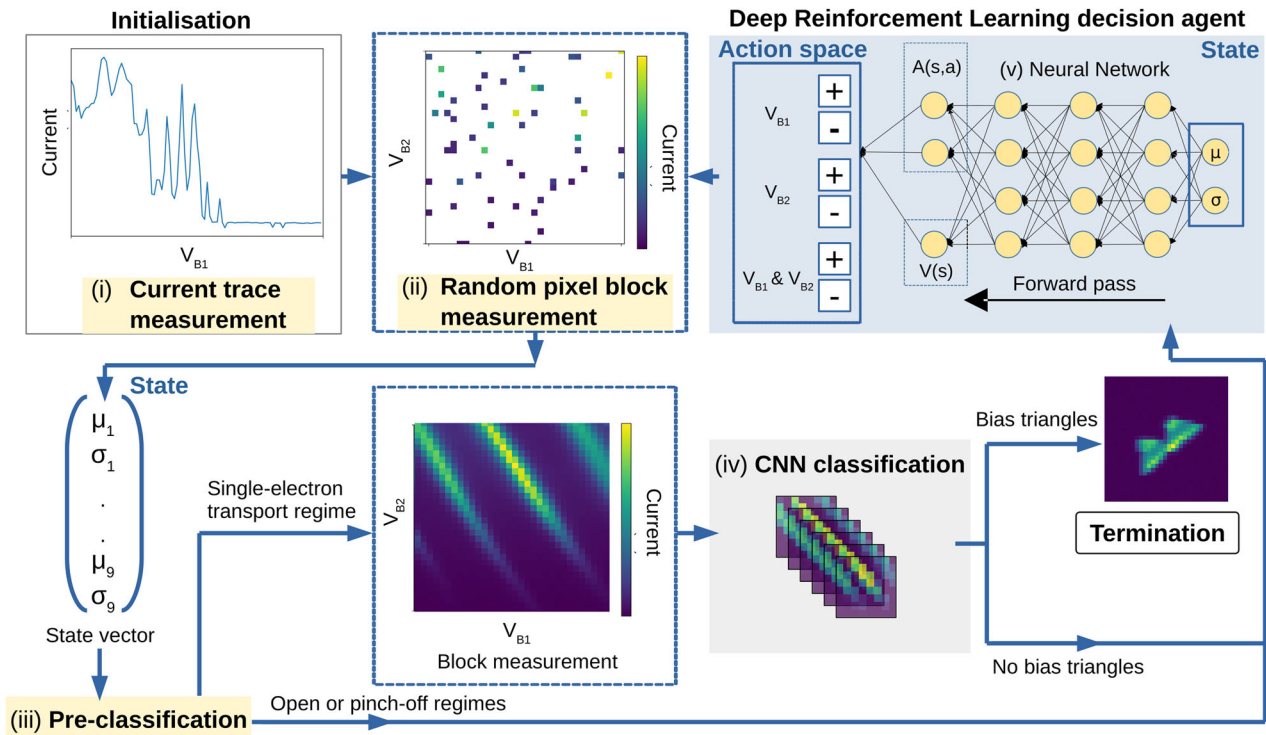 Initialisation
Current
V_B1
(i) Current trace
measurement
V_B2
Current
V_B1
(ii) Random pixel block
measurement
Deep Reinforcement Learning decision agent
Action space
State
A(s,a)
(v) Neural Network
V_B1
+
-
V_B2
+
-
V_B1 & V_B2
+
-
μ
σ
V(s)
Forward pass
State
μ_1
σ_1
.
.
μ_9
σ_9
State vector
(iii) Pre-classification
Single-electron
transport regime
V_B2
Current
V_B1
Block measurement
Open or pinch-off regimes
(iv) CNN classification
Bias triangles
Termination
No bias triangles